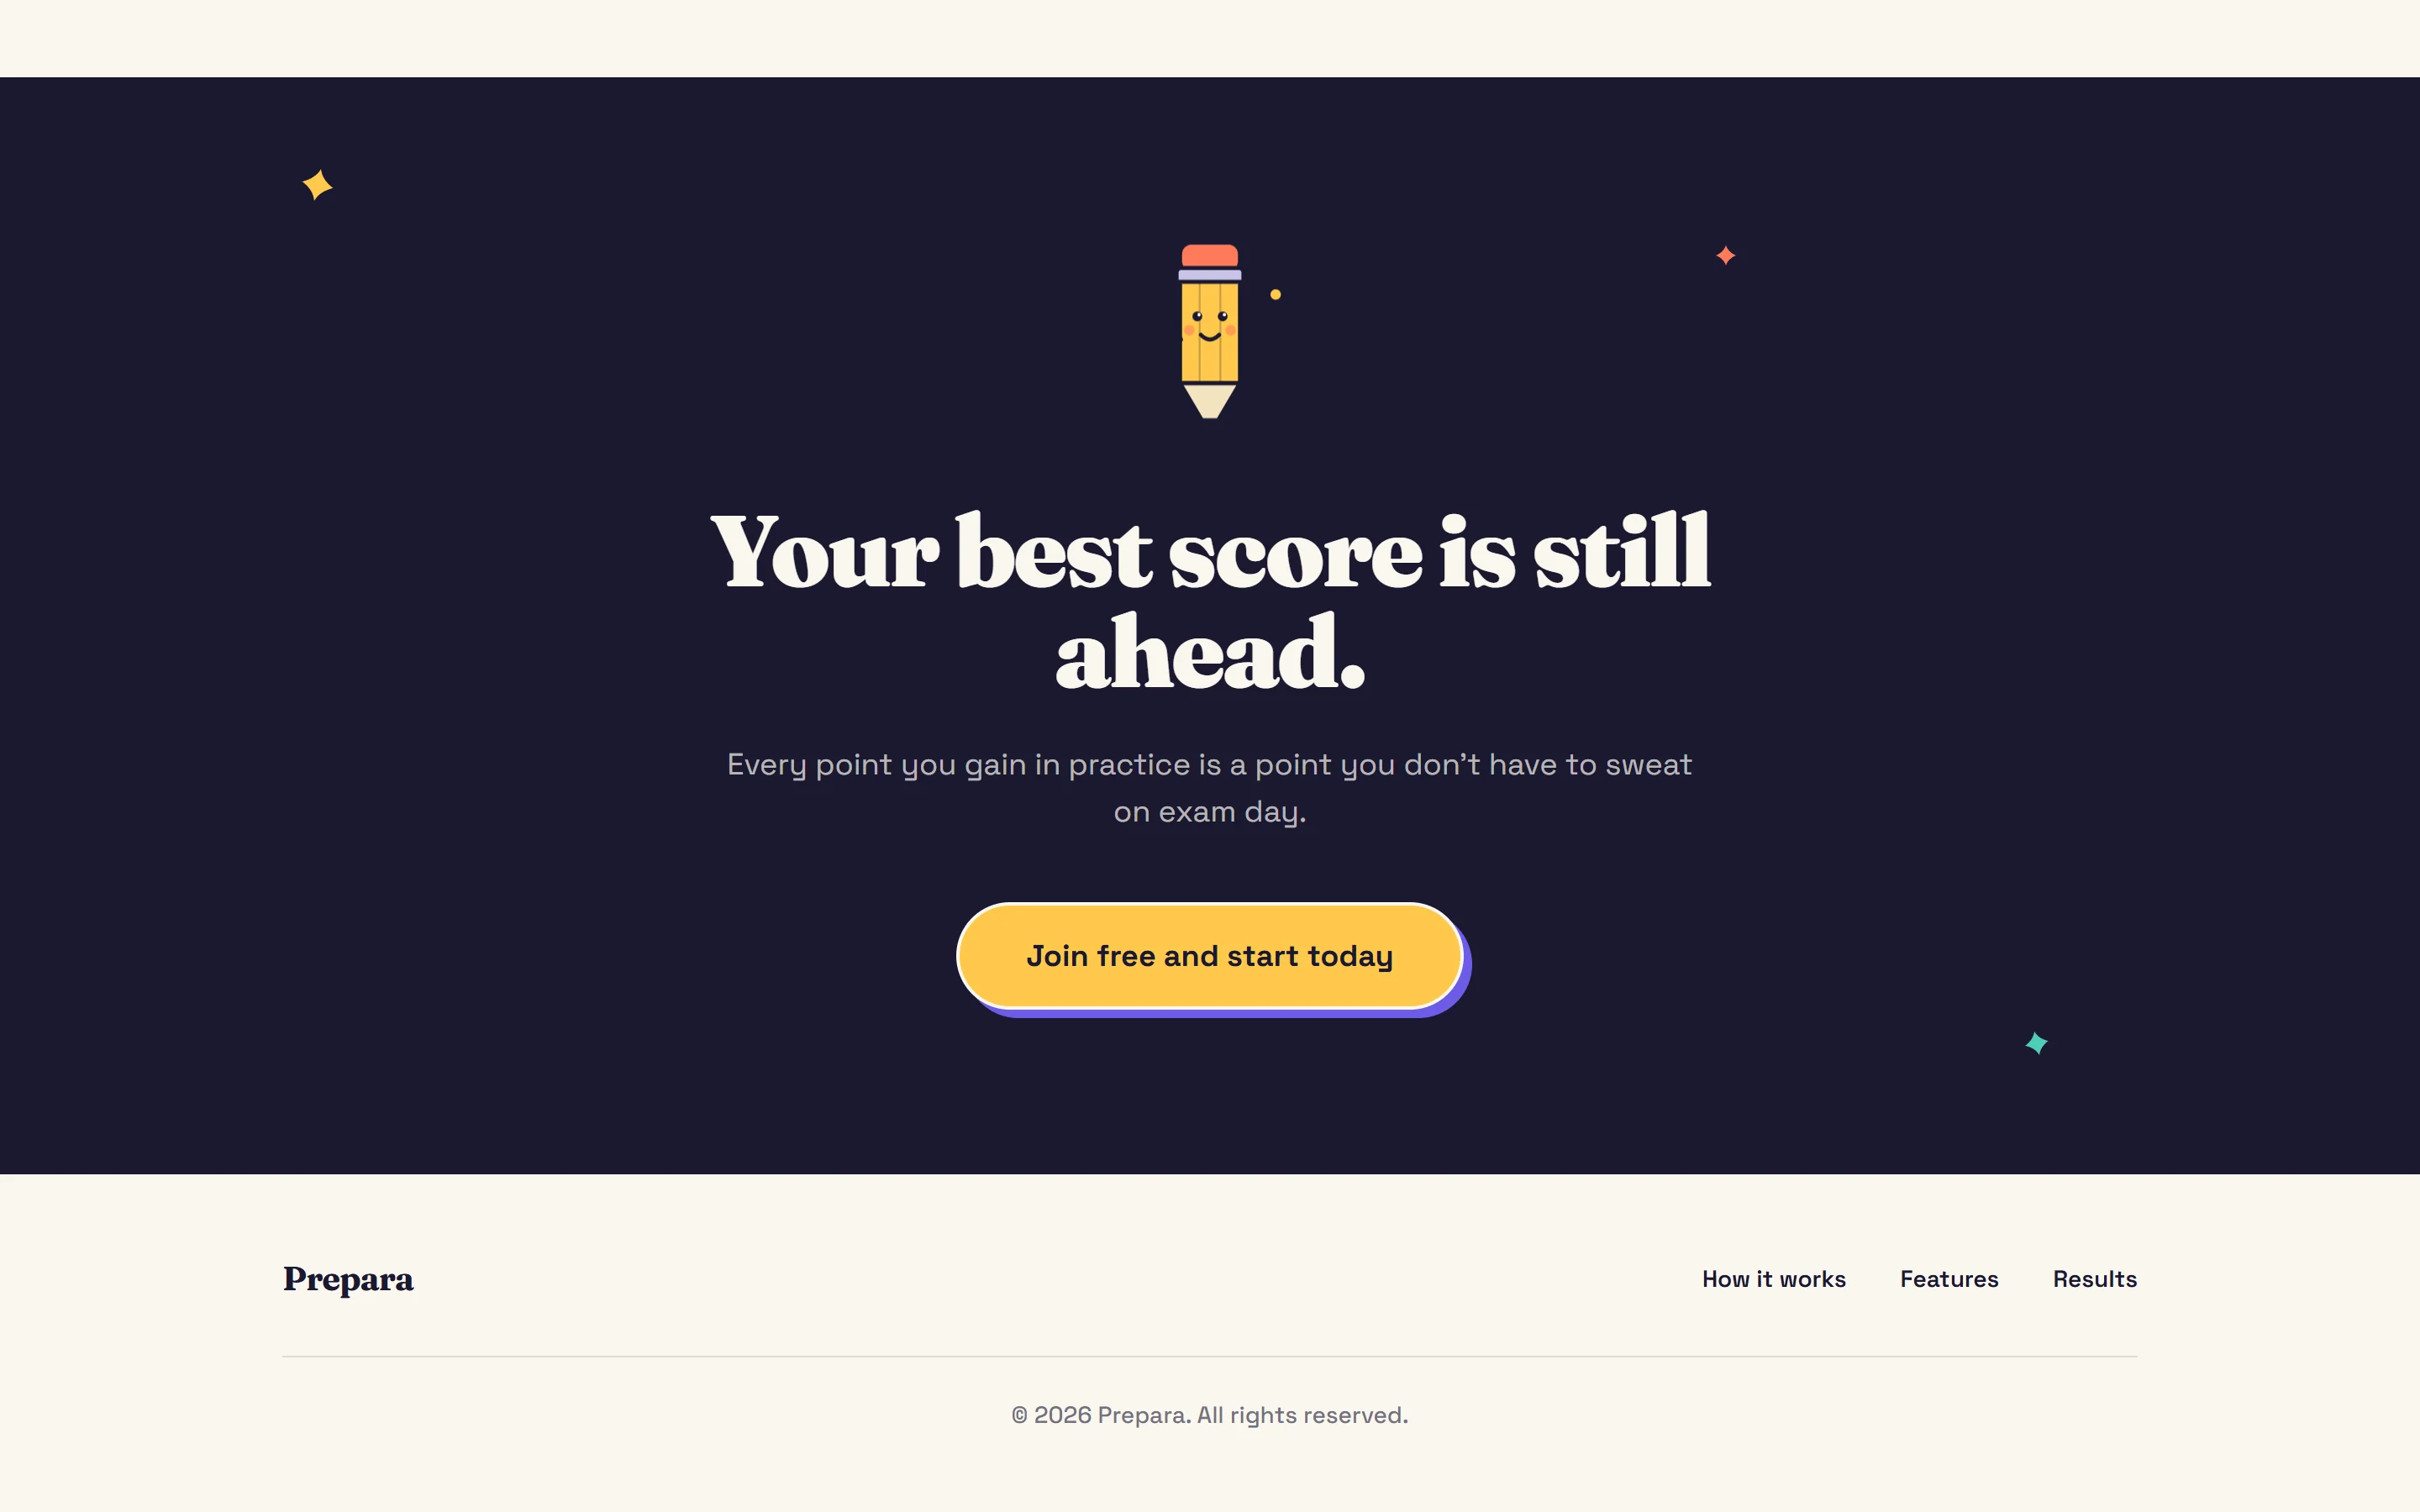 Your best score is still
ahead.
Every point you gain in practice is a point you don’t have to sweat
on exam day.
Join free and start today
Prepara
How it works
Features
Results
© 2026 Prepara. All rights reserved.